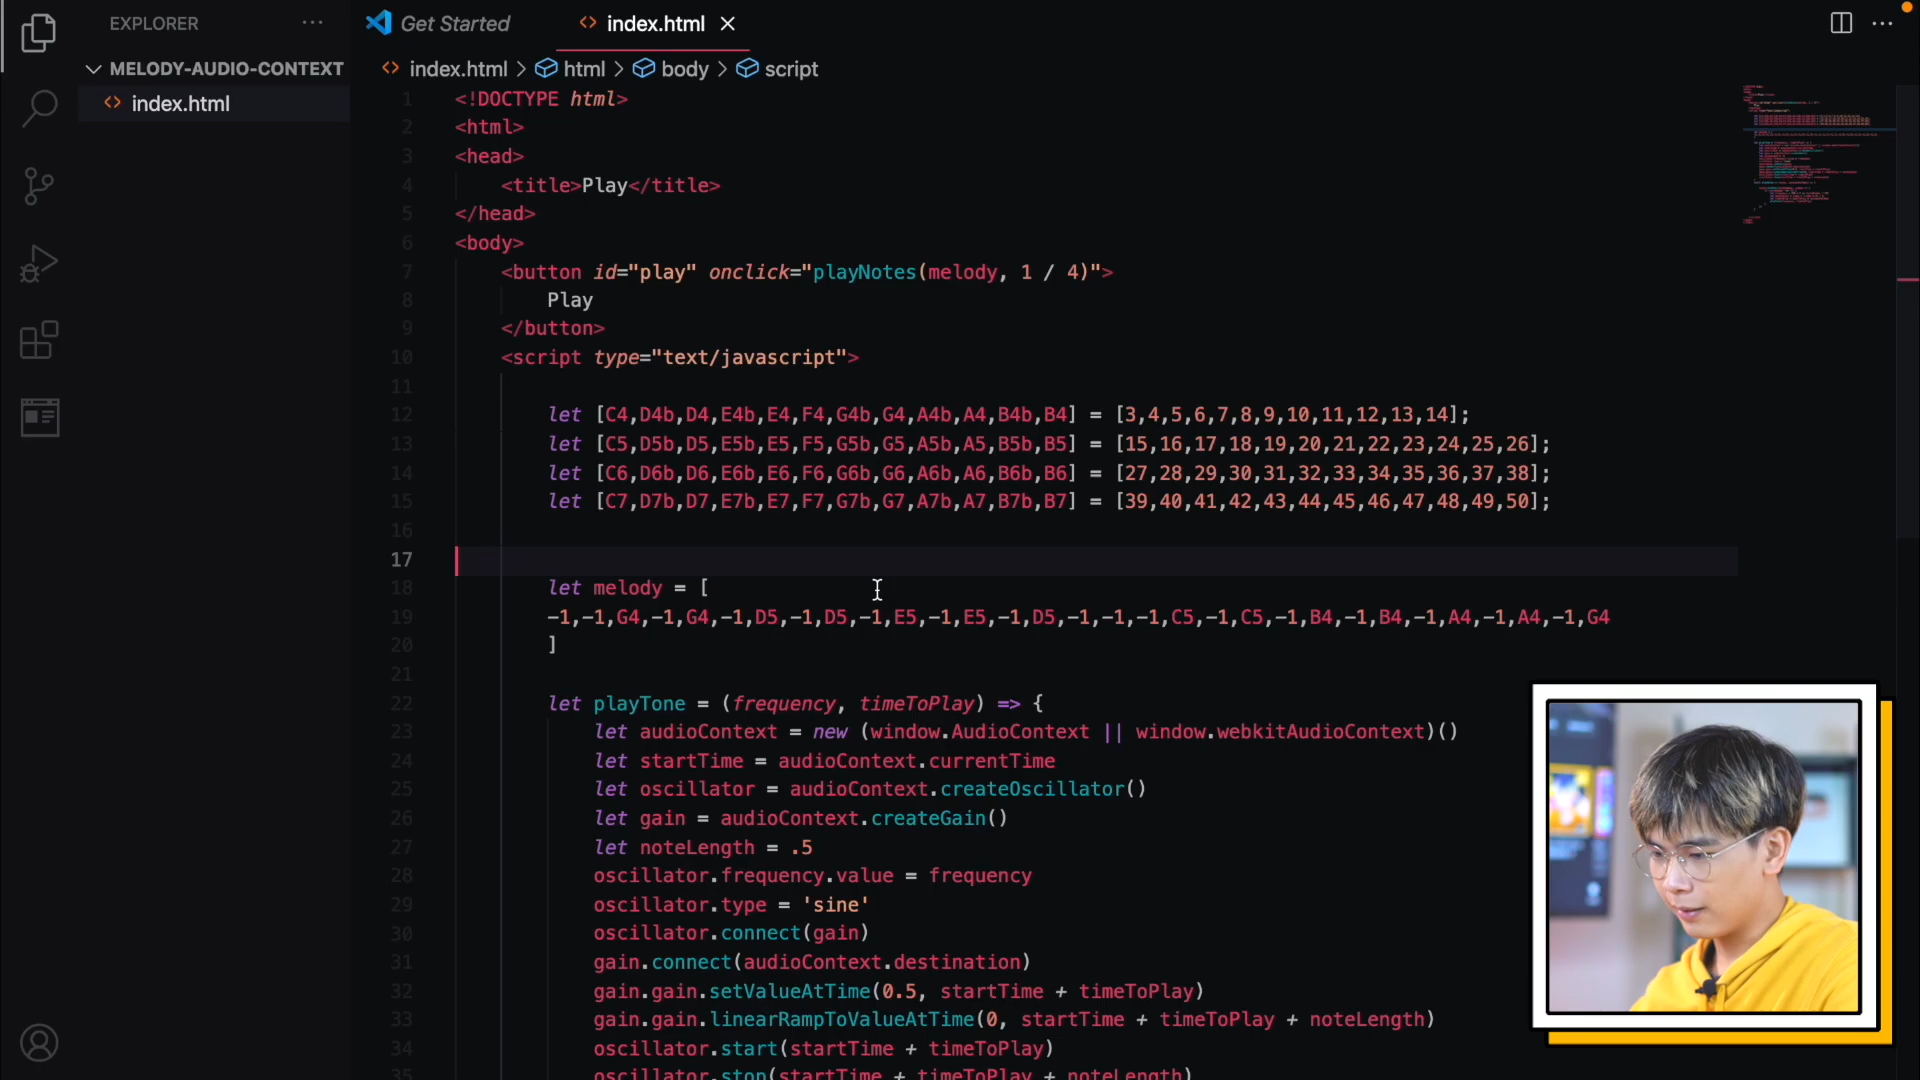 EXPLORER
MELODY-AUDIO-CONTEXT
index.html
Get Started
index.html
index.html > html > body > script
1 <!DOCTYPE html>
2 <html>
3 <head>
4 <title>Play</title>
5 </head>
6 <body>
7 <button id="play" onclick="playNotes(melody, 1 / 4)">
8 Play
9 </button>
10 <script type="text/javascript">
11
12 let [C4,D4b,D4,E4b,E4,F4,G4b,G4,A4b,A4,B4b,B4] = [3,4,5,6,7,8,9,10,11,12,13,14];
13 let [C5,D5b,D5,E5b,E5,F5,G5b,G5,A5b,A5,B5b,B5] = [15,16,17,18,19,20,21,22,23,24,25,26];
14 let [C6,D6b,D6,E6b,E6,F6,G6b,G6,A6b,A6,B6b,B6] = [27,28,29,30,31,32,33,34,35,36,37,38];
15 let [C7,D7b,D7,E7b,E7,F7,G7b,G7,A7b,A7,B7b,B7] = [39,40,41,42,43,44,45,46,47,48,49,50];
16
17
18 let melody = [
19 -1,-1,G4,-1,G4,-1,D5,-1,D5,-1,E5,-1,E5,-1,D5,-1,-1,-1,C5,-1,C5,-1,B4,-1,B4,-1,A4,-1,A4,-1,G4
20 ]
21
22 let playTone = (frequency, timeToPlay) => {
23 let audioContext = new (window.AudioContext || window.webkitAudioContext)()
24 let startTime = audioContext.currentTime
25 let oscillator = audioContext.createOscillator()
26 let gain = audioContext.createGain()
27 let noteLength = .5
28 oscillator.frequency.value = frequency
29 oscillator.type = 'sine'
30 oscillator.connect(gain)
31 gain.connect(audioContext.destination)
32 gain.gain.setValueAtTime(0.5, startTime + timeToPlay)
33 gain.gain.linearRampToValueAtTime(0, startTime + timeToPlay + noteLength)
34 oscillator.start(startTime + timeToPlay)
35 oscillator.stop(startTime + timeToPlay + noteLength)